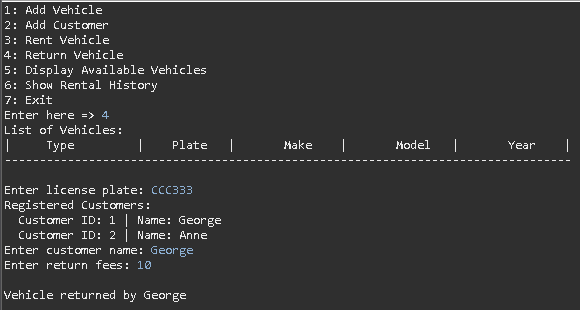 1: Add Vehicle
2: Add Customer
3: Rent Vehicle
4: Return Vehicle
5: Display Available Vehicles
6: Show Rental History
7: Exit
Enter here => 4
List of Vehicles:
|     Type         |    Plate   |       Make    |       Model   |       Year    |
---------------------------------------------------------------------------
Enter license plate: CCC333
Registered Customers:
  Customer ID: 1 | Name: George
  Customer ID: 2 | Name: Anne
Enter customer name: George
Enter return fees: 10
Vehicle returned by George